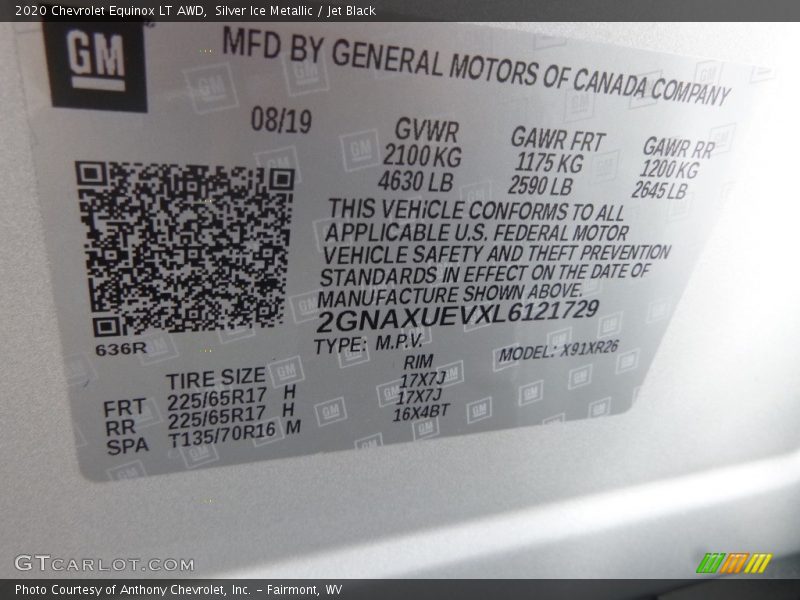 2020 Chevrolet Equinox LT AWD, Silver Ice Metallic / Jet Black
GM
MFD BY GENERAL MOTORS OF CANADA COMPANY
08/19
GVWR GAWR FRT GAWR RR
2100 KG 1175 KG 1200 KG
4630 LB 2590 LB 2645 LB
THIS VEHICLE CONFORMS TO ALL
APPLICABLE U.S. FEDERAL MOTOR
VEHICLE SAFETY AND THEFT PREVENTION
STANDARDS IN EFFECT ON THE DATE OF
MANUFACTURE SHOWN ABOVE.
2GNAXUEVXL6121729
636R
TYPE: M.P.V. MODEL: X91XR26
TIRE SIZE RIM
FRT 225/65R17 H 17X7J
RR 225/65R17 H 17X7J
SPA T135/70R16 M 16X4BT
GTCARLOT.COM
Photo Courtesy of Anthony Chevrolet, Inc. – Fairmont, WV